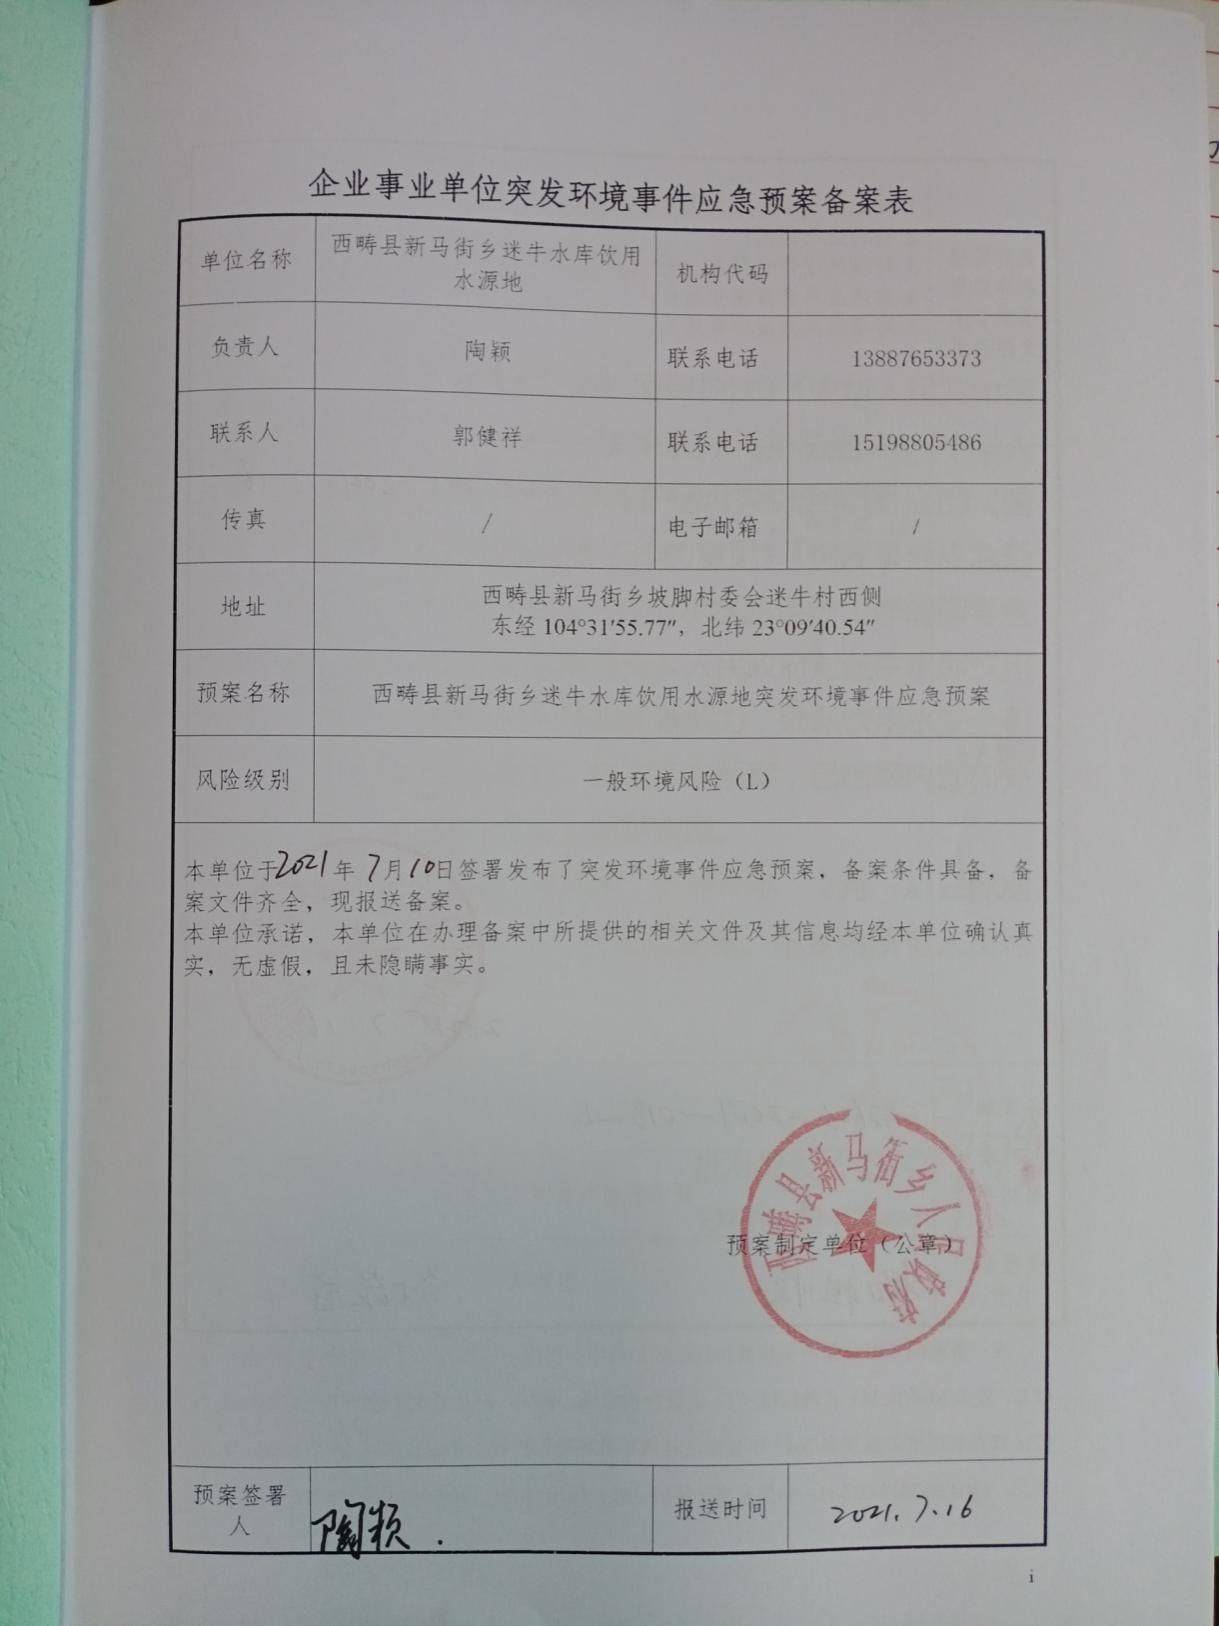 企业事业单位突发环境事件应急预案备案表
单位名称
西畴县新马街乡迷牛水库饮用
水源地
机构代码
负责人
陶颖
联系电话
13887653373
联系人
郭健祥
联系电话
15198805486
传真
/
电子邮箱
/
地址
西畴县新马街乡坡脚村委会迷牛村西侧
东经 104°31′55.77″，北纬 23°09′40.54″
预案名称
西畴县新马街乡迷牛水库饮用水源地突发环境事件应急预案
风险级别
一般环境风险（L）
本单位于2021年 7月10日签署发布了突发环境事件应急预案，备案条件具备，备
案文件齐全，现报送备案。
本单位承诺，本单位在办理备案中所提供的相关文件及其信息均经本单位确认真
实，无虚假，且未隐瞒事实。
西畴县新马街乡人民政府
预案制定单位（公章）
预案签署
人
陶颖.
报送时间
2021.7.16
i